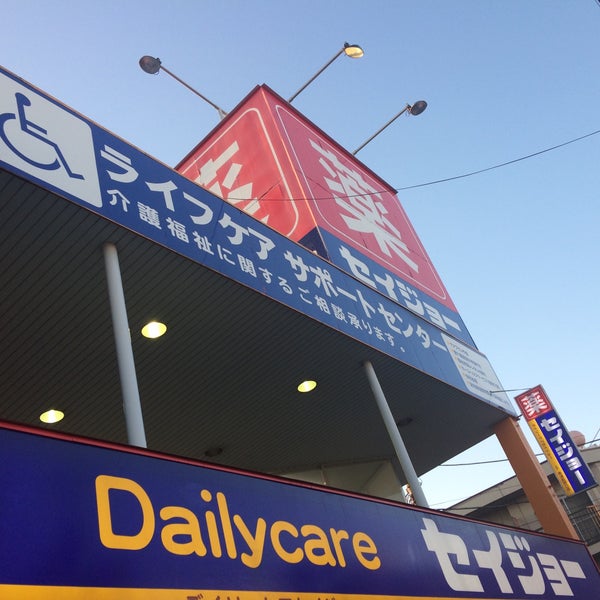 薬
セイジョー
ライフケア サポートセンター
介護福祉に関するご相談承ります。
薬
セイジョー
Dailycare セイジョー